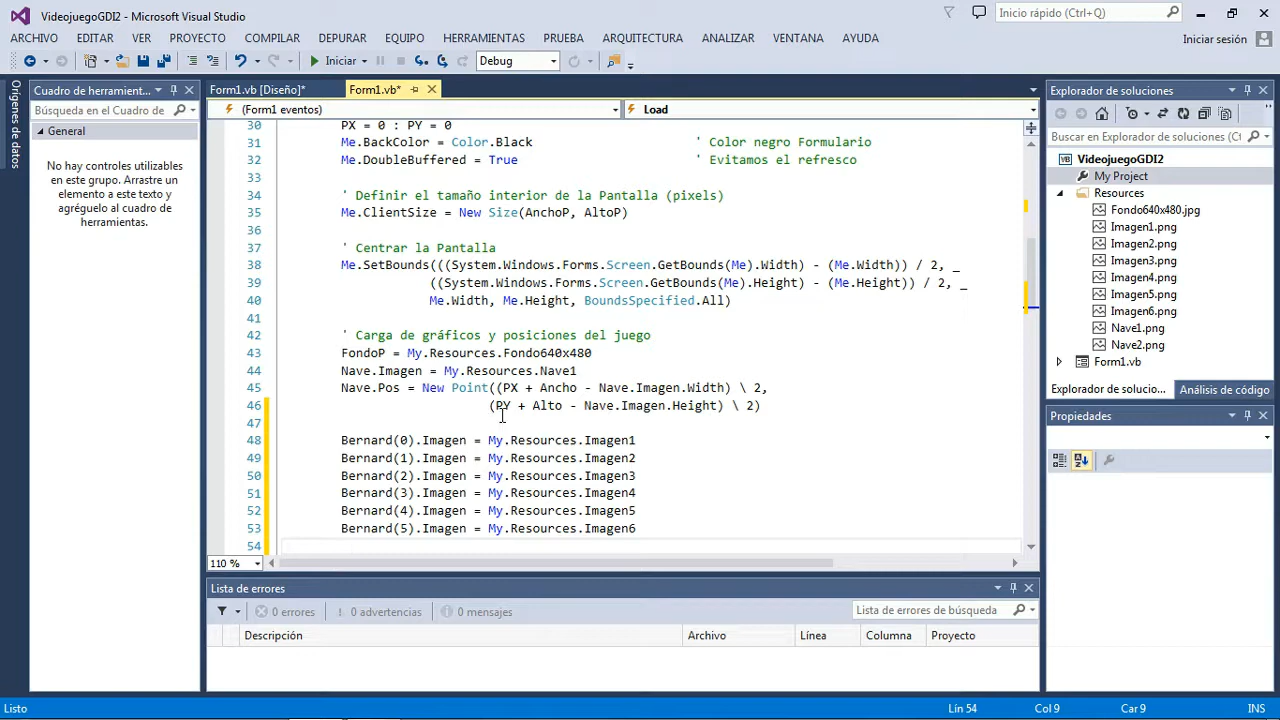 VideojuegoGDI2 - Microsoft Visual Studio
Inicio rápido (Ctrl+Q)
ARCHIVO EDITAR VER PROYECTO COMPILAR DEPURAR EQUIPO HERRAMIENTAS PRUEBA ARQUITECTURA ANALIZAR VENTANA AYUDA
Iniciar sesión
Iniciar Debug
Orígenes de datos
Cuadro de herramien...
Búsqueda en el Cuadro de
General
No hay controles utilizables
en este grupo. Arrastre un
elemento a este texto y
agréguelo al cuadro de
herramientas.
Form1.vb [Diseño]* Form1.vb*
(Form1 eventos) Load
30 PX = 0 : PY = 0
31 Me.BackColor = Color.Black ' Color negro Formulario
32 Me.DoubleBuffered = True ' Evitamos el refresco
33
34 ' Definir el tamaño interior de la Pantalla (pixels)
35 Me.ClientSize = New Size(AnchoP, AltoP)
36
37 ' Centrar la Pantalla
38 Me.SetBounds(((System.Windows.Forms.Screen.GetBounds(Me).Width) - (Me.Width)) / 2, _
39 ((System.Windows.Forms.Screen.GetBounds(Me).Height) - (Me.Height)) / 2, _
40 Me.Width, Me.Height, BoundsSpecified.All)
41
42 ' Carga de gráficos y posiciones del juego
43 FondoP = My.Resources.Fondo640x480
44 Nave.Imagen = My.Resources.Nave1
45 Nave.Pos = New Point((PX + Ancho - Nave.Imagen.Width) \ 2,
46 (PY + Alto - Nave.Imagen.Height) \ 2)
47
48 Bernard(0).Imagen = My.Resources.Imagen1
49 Bernard(1).Imagen = My.Resources.Imagen2
50 Bernard(2).Imagen = My.Resources.Imagen3
51 Bernard(3).Imagen = My.Resources.Imagen4
52 Bernard(4).Imagen = My.Resources.Imagen5
53 Bernard(5).Imagen = My.Resources.Imagen6
54
110 %
Lista de errores
0 errores 0 advertencias 0 mensajes
Lista de errores de búsqueda
Descripción Archivo Línea Columna Proyecto
Explorador de soluciones
Buscar en Explorador de soluciones (Ctrl+
VideojuegoGDI2
My Project
Resources
Fondo640x480.jpg
Imagen1.png
Imagen2.png
Imagen3.png
Imagen4.png
Imagen5.png
Imagen6.png
Nave1.png
Nave2.png
Form1.vb
Explorador de solucio... Análisis de código
Propiedades
Listo Lín 54 Col 9 Car 9 INS